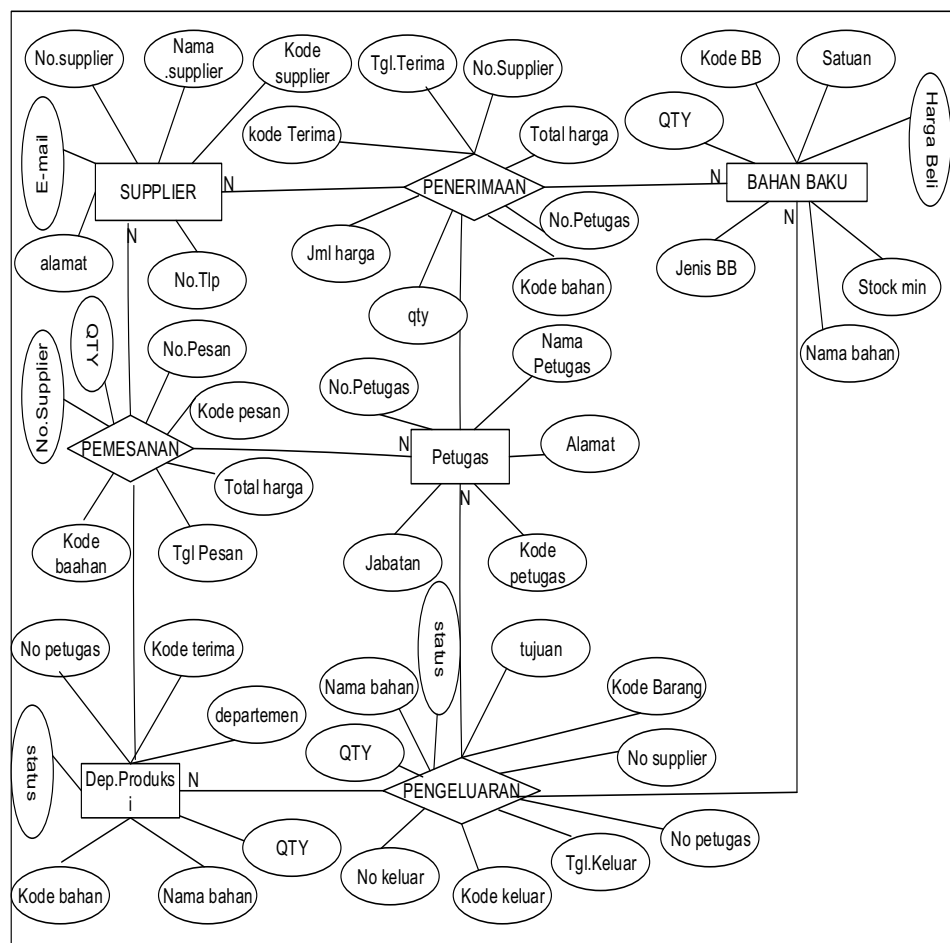 No.supplier
Nama
.supplier
Kode
supplier
Tgl.Terima
No.Supplier
Kode BB
Satuan
Harga Beli
E-mail
kode Terima
Total harga
QTY
SUPPLIER
N
PENERIMAAN
N
BAHAN BAKU
alamat
N
No.Tlp
Jml harga
No.Petugas
N
Jenis BB
Kode bahan
Stock min
qty
Nama bahan
QTY
No.Pesan
Nama
Petugas
No.Supplier
Kode pesan
No.Petugas
PEMESANAN
N
Petugas
Alamat
Total harga
N
Kode
baahan
Tgl Pesan
Jabatan
Kode
petugas
No petugas
Kode terima
status
tujuan
Nama bahan
Kode Barang
departemen
status
QTY
No supplier
Dep.Produks
i
N
PENGELUARAN
QTY
No petugas
Kode bahan
Nama bahan
No keluar
Kode keluar
Tgl.Keluar